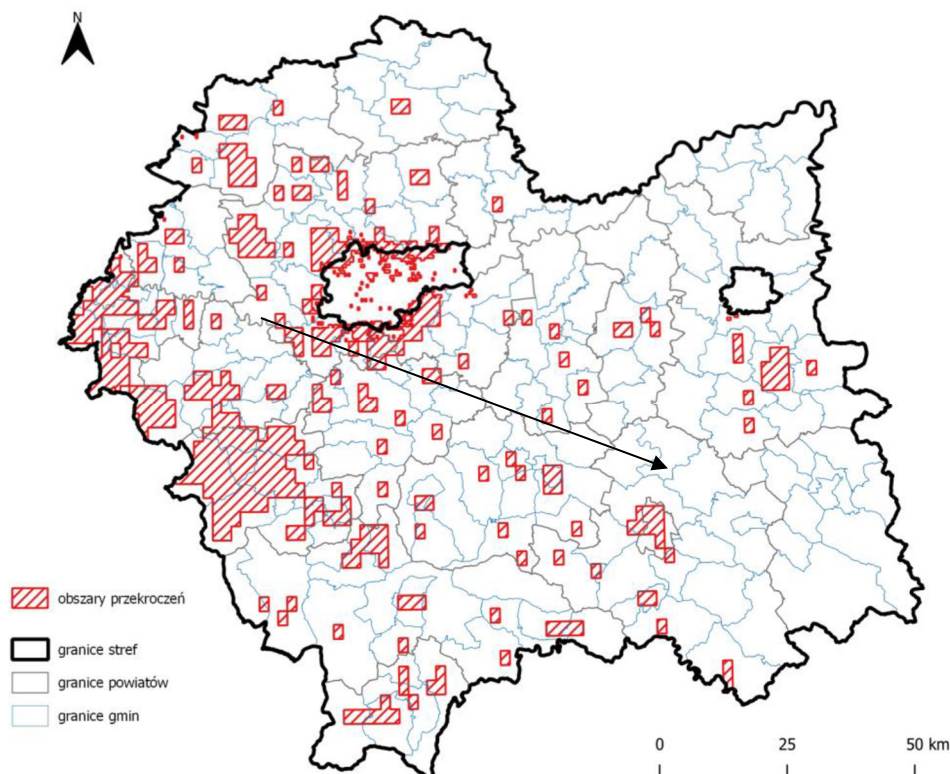 N
obszary przekroczeń
granice stref
granice powiatów
granice gmin
0 25 50 km